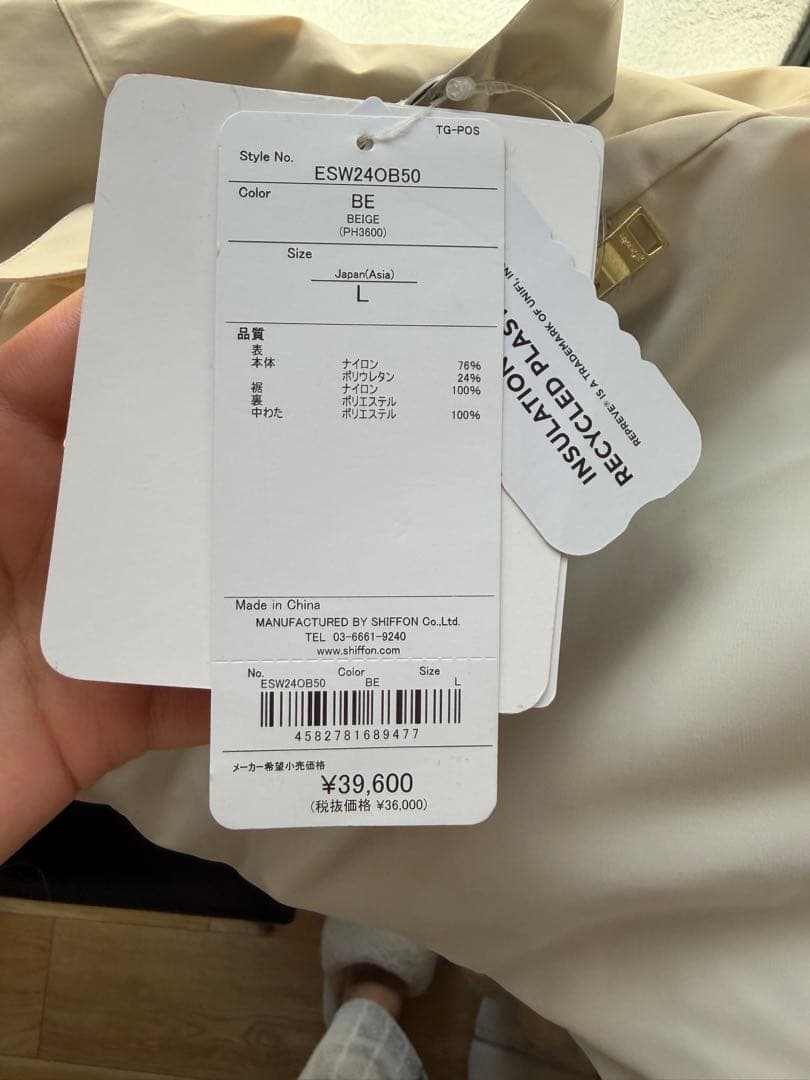 TG-POS
Style No.
ESW24OB50
Color
BE
BEIGE
(PH3600)
Size
Japan(Asia)
L
品質
表
本体 ナイロン 76%
ポリウレタン 24%
裾 ナイロン 100%
裏 ポリエステル
中わた ポリエステル 100%
Made in China
MANUFACTURED BY SHIFFON Co.,Ltd.
TEL 03-6661-9240
www.shiffon.com
No. Color Size
ESW24OB50 BE L
4582781689477
メーカー希望小売価格
¥39,600
(税抜価格 ¥36,000)
INSULATION
RECYCLED PLAST
REPREVE® IS A TRADEMARK OF UNIFI, IN